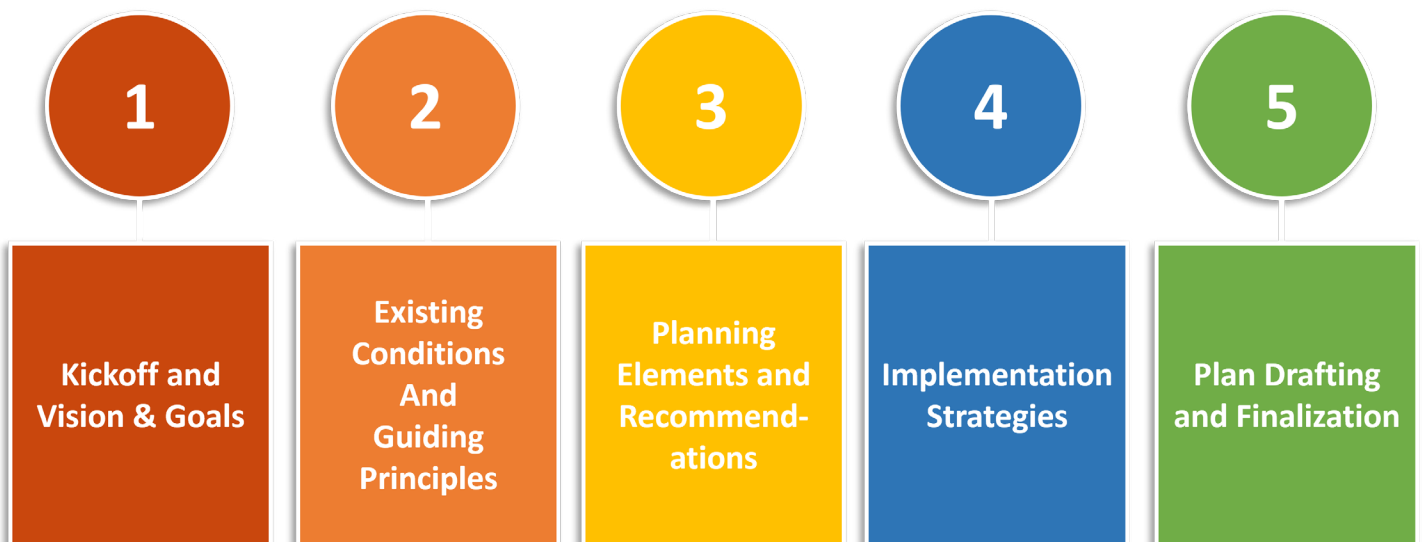 1
Kickoff and
Vision & Goals
2
Existing
Conditions
And
Guiding
Principles
3
Planning
Elements and
Recommend-
ations
4
Implementation
Strategies
5
Plan Drafting
and Finalization